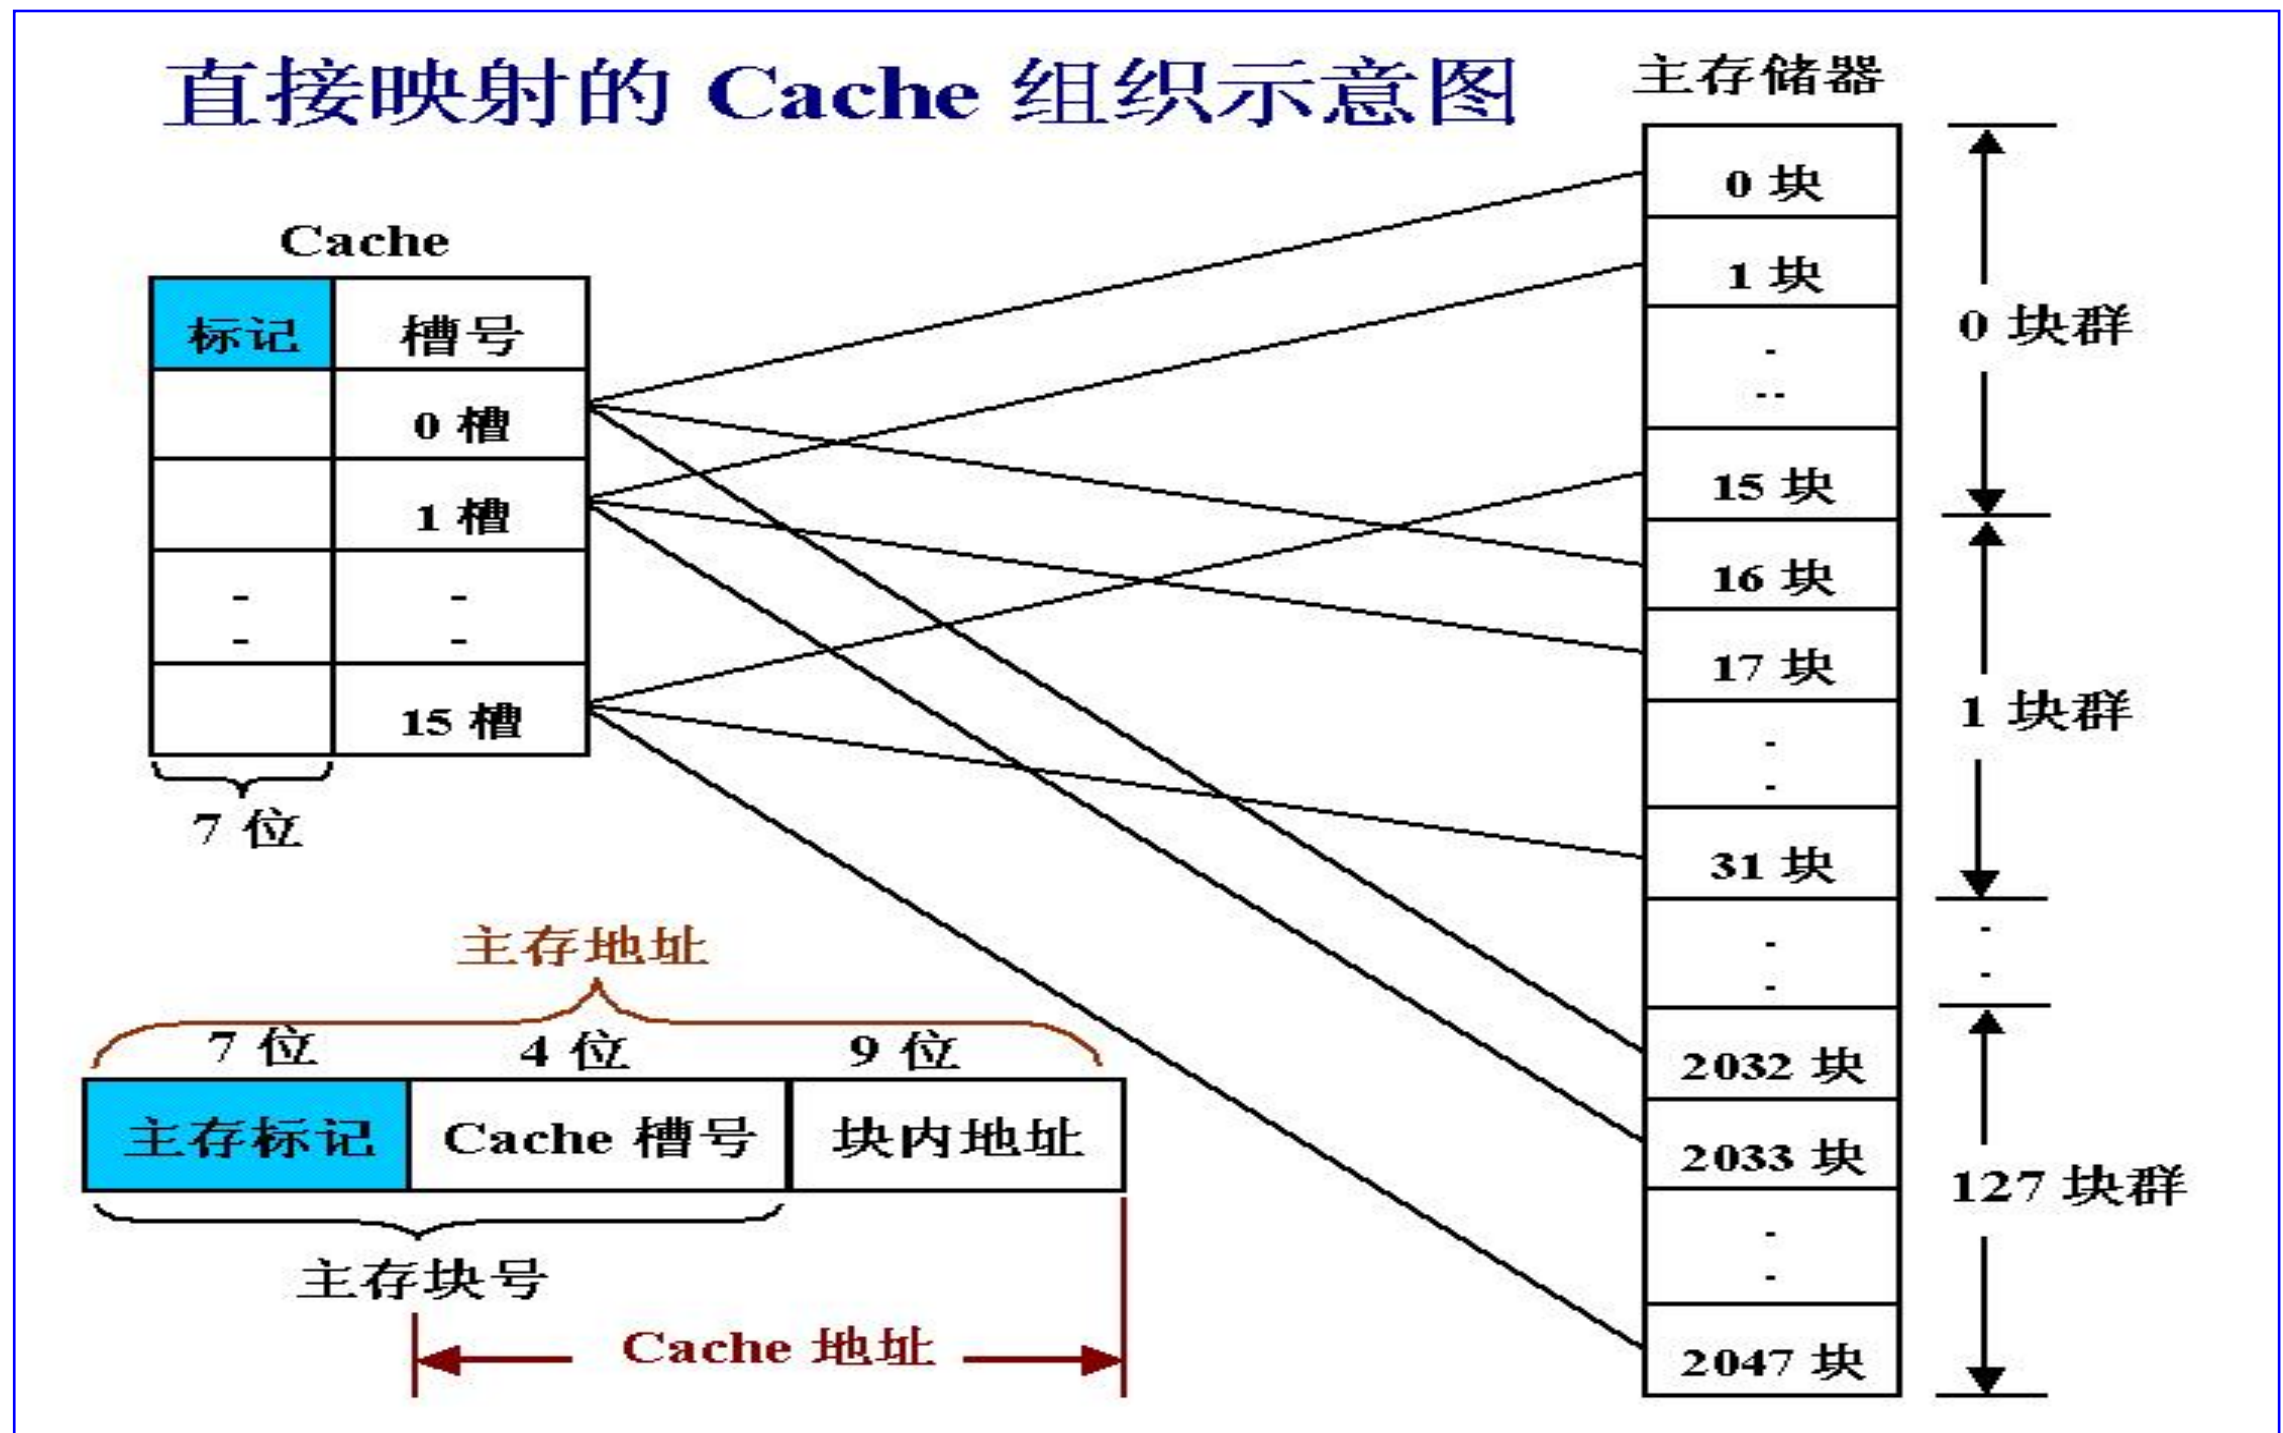 直接映射的 Cache 组织示意图
Cache
标记 槽号
0 槽
1 槽
- -
- -
15 槽
7 位
主存储器
0 块
1 块
-
--
15 块
16 块
17 块
-
-
31 块
-
-
2032 块
2033 块
-
-
2047 块
0 块群
1 块群
-
-
127 块群
主存地址
7 位 4 位 9 位
主存标记 Cache 槽号 块内地址
主存块号
Cache 地址